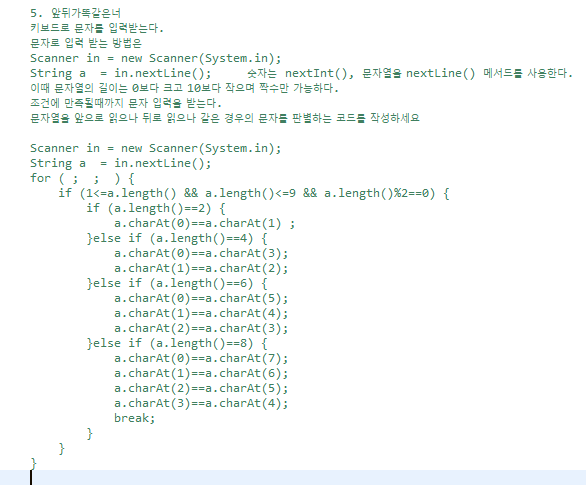 5. 앞뒤가똑같은너
키보드로 문자를 입력받는다.
문자로 입력 받는 방법은
Scanner in = new Scanner(System.in);
String a  = in.nextLine();     숫자는 nextInt(), 문자열을 nextLine() 메서드를 사용한다.
이때 문자열의 길이는 0보다 크고 10보다 작으며 짝수만 가능하다.
조건에 만족될때까지 문자 입력을 받는다.
문자열을 앞으로 읽으나 뒤로 읽으나 같은 경우의 문자를 판별하는 코드를 작성하세요
Scanner in = new Scanner(System.in);
String a  = in.nextLine();
for ( ;  ;  ) {
    if (1<=a.length() && a.length()<=9 && a.length()%2==0) {
        if (a.length()==2) {
            a.charAt(0)==a.charAt(1) ;
        }else if (a.length()==4) {
            a.charAt(0)==a.charAt(3);
            a.charAt(1)==a.charAt(2);
        }else if (a.length()==6) {
            a.charAt(0)==a.charAt(5);
            a.charAt(1)==a.charAt(4);
            a.charAt(2)==a.charAt(3);
        }else if (a.length()==8) {
            a.charAt(0)==a.charAt(7);
            a.charAt(1)==a.charAt(6);
            a.charAt(2)==a.charAt(5);
            a.charAt(3)==a.charAt(4);
            break;
        }
    }
}